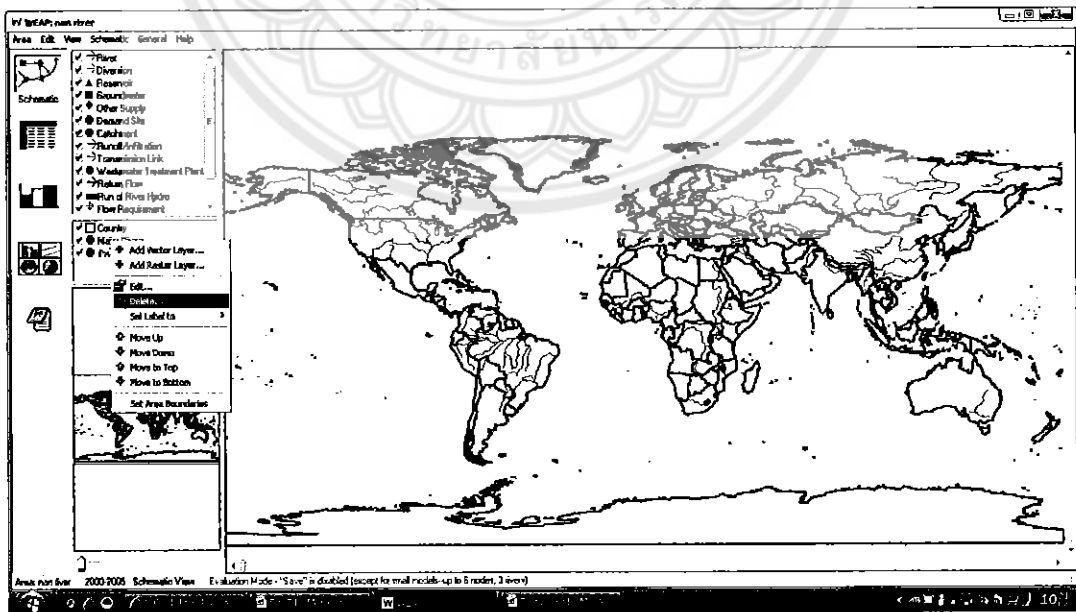 WEAP: nan river
Area Edit View Schematic General Help
Schematic
River
Diversion
Reservoir
Groundwater
Other Supply
Demand Site
Catchment
Runoff/Infiltration
Transmission Link
Wastewater Treatment Plant
Return Flow
Run of River Hydro
Flow Requirement
Country
Add Vector Layer...
Add Raster Layer...
Edit...
Delete...
Set Label to
Move Up
Move Down
Move to Top
Move to Bottom
Set Area Boundaries
Area: nan river 2000-2005 Schematic View Evaluation Mode - "Save" is disabled (except for small models - up to 6 nodes, 3 rivers)